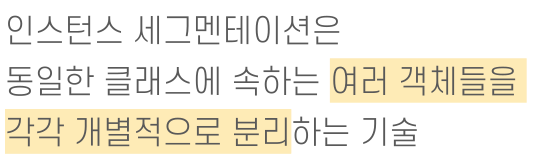 인스턴스 세그멘테이션은
동일한 클래스에 속하는 여러 객체들을
각각 개별적으로 분리하는 기술